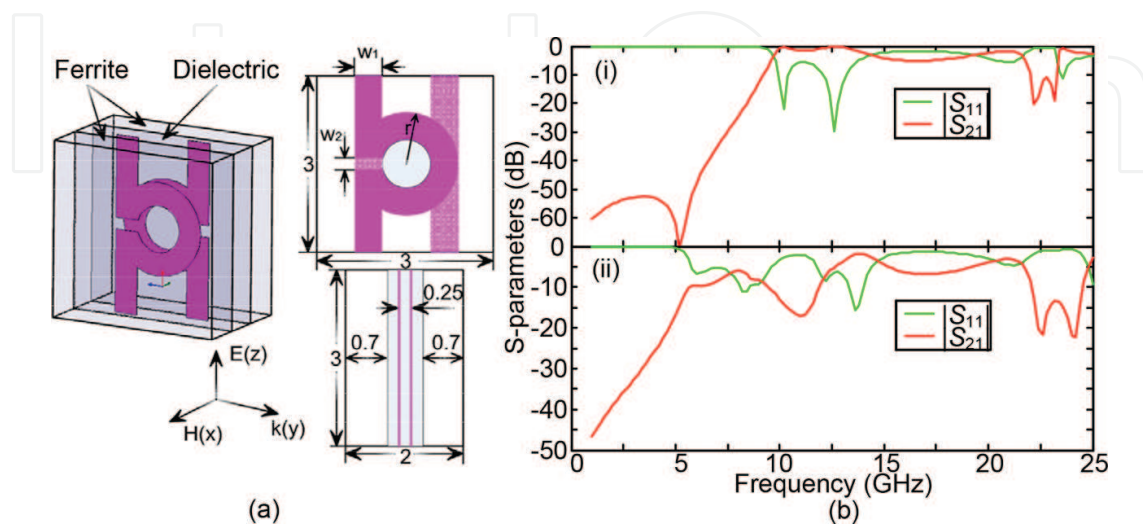 Ferrite Dielectric
w₁
w₂
r
3
3
0.25
0.7
0.7
3
2
E(z)
H(x)
k(y)
(a)
S-parameters (dB)
0
-10
-20
-30
-50
-60
(i)
|S₁₁|
|S₂₁|
0
-10
-20
-30
-40
-50
(ii)
|S₁₁|
|S₂₁|
0 5 10 15 20 25
Frequency (GHz)
(b)